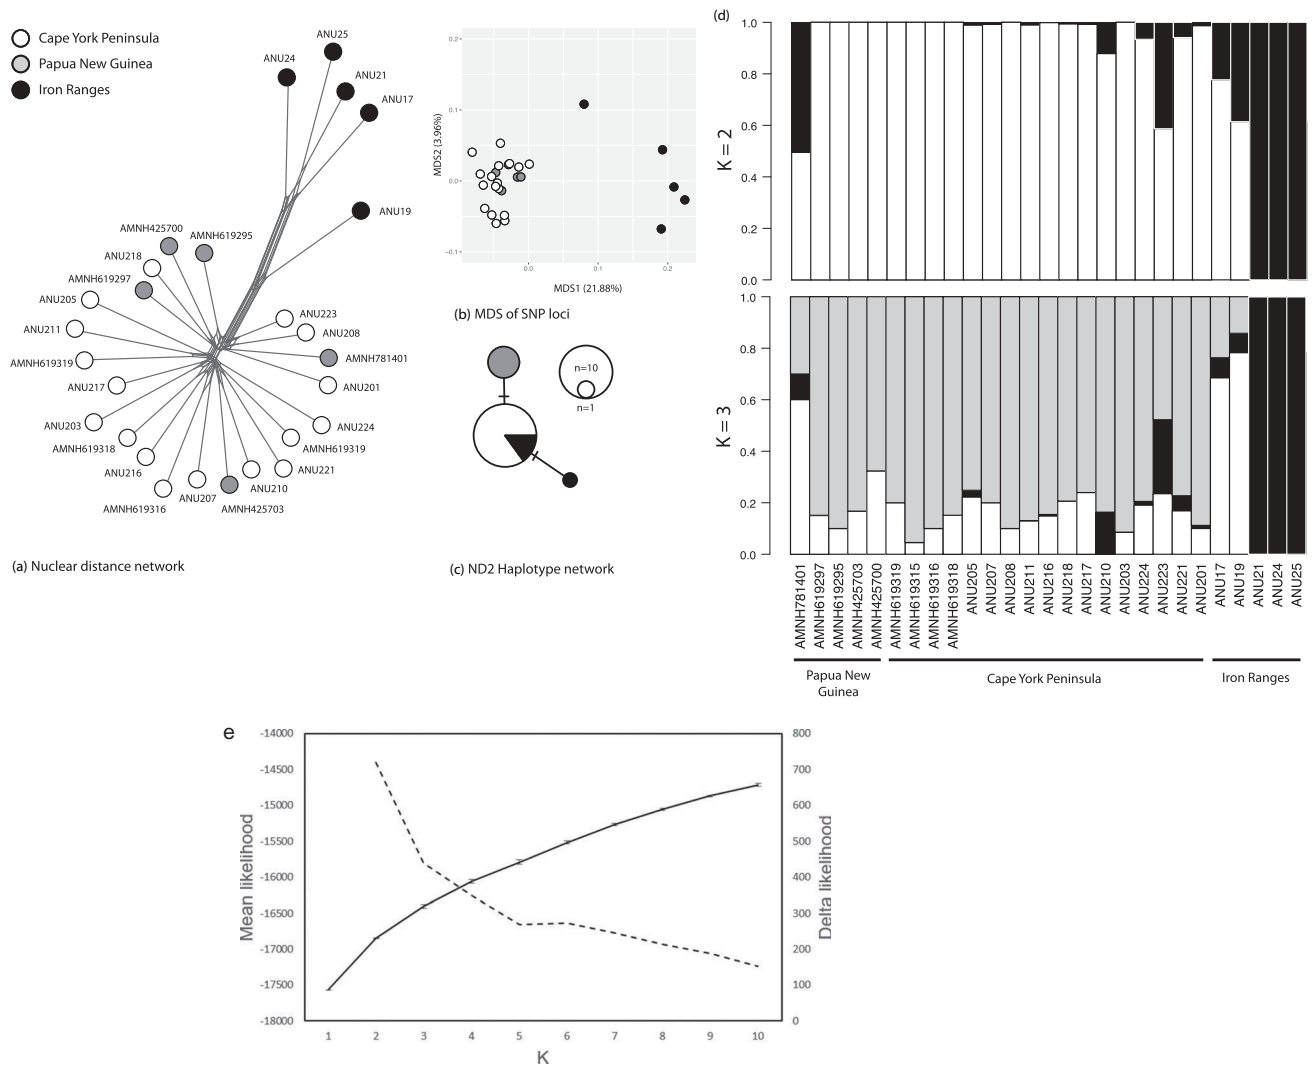 Cape York Peninsula
Papua New Guinea
Iron Ranges
ANU25
ANU24
ANU21
ANU17
ANU19
AMNH425700
AMNH619295
ANU218
AMNH619297
ANU205
ANU211
AMNH619319
ANU217
ANU203
AMNH619318
ANU216
AMNH619316
ANU207
AMNH425703
ANU210
ANU221
AMNH619319
ANU224
ANU201
AMNH781401
ANU208
ANU223
(a) Nuclear distance network
MDS2 (3.96%)
0.2
0.1
0.0
−0.1
0.0
0.1
0.2
MDS1 (21.88%)
(b) MDS of SNP loci
n=10
n=1
(c) ND2 Haplotype network
(d)
K = 2
1.0
0.8
0.6
0.4
0.2
0.0
K = 3
1.0
0.8
0.6
0.4
0.2
0.0
AMNH781401
AMNH619297
AMNH619295
AMNH425703
AMNH425700
AMNH619319
AMNH619315
AMNH619316
AMNH619318
ANU205
ANU207
ANU208
ANU211
ANU216
ANU218
ANU217
ANU210
ANU203
ANU224
ANU223
ANU221
ANU201
ANU17
ANU19
ANU21
ANU24
ANU25
Papua New
Guinea
Cape York Peninsula
Iron Ranges
e
Mean likelihood
-14000
-14500
-15000
-15500
-16000
-16500
-17000
-17500
-18000
800
700
600
500
400
300
200
100
0
Delta likelihood
1 2 3 4 5 6 7 8 9 10
K